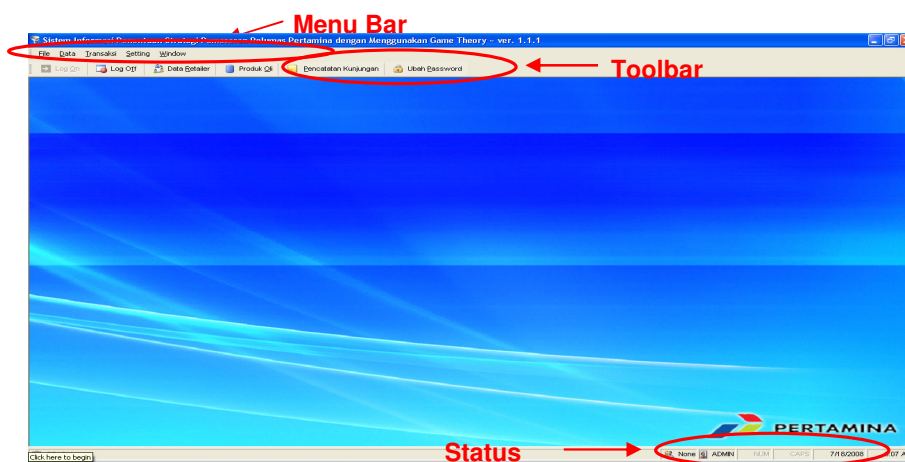 Menu Bar
Sistem Informasi Penentuan Strategi Pemasaran Pelumas Pertamina dengan Menggunakan Game Theory - ver. 1.1.1
File Data Transaksi Setting Window
Log On Log Off Data Retailer Produk Oli Pencatatan Kunjungan Ubah Password
Toolbar
PERTAMINA
Status
Click here to begin
None ADMIN NUM CAPS 7/18/2008